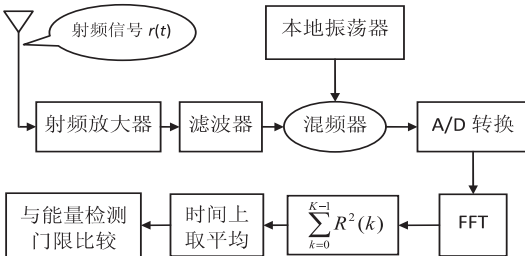 射频信号 r(t)
本地振荡器
射频放大器
滤波器
混频器
A/D 转换
FFT
K−1
∑ R²(k)
k=0
时间上
取平均
与能量检测
门限比较